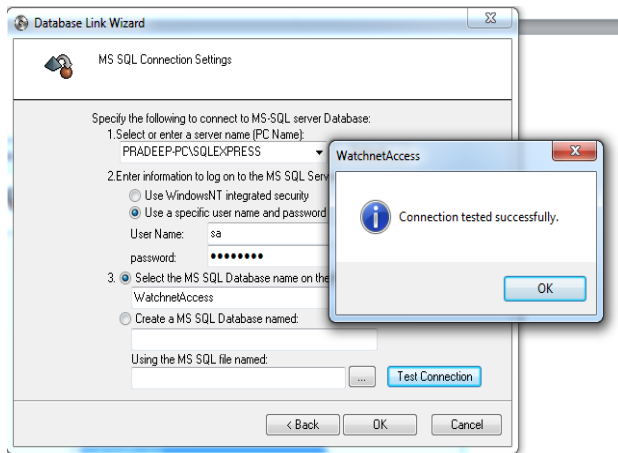 Database Link Wizard
MS SQL Connection Settings
Specify the following to connect to MS-SQL server Database:
1.Select or enter a server name (PC Name):
PRADEEP-PC\SQLEXPRESS
2.Enter information to log on to the MS SQL Serv
Use WindowsNT integrated security
Use a specific user name and password
User Name:
sa
password:
••••••••
3. Select the MS SQL Database name on the
WatchnetAccess
Create a MS SQL Database named:
Using the MS SQL file named:
...
Test Connection
< Back
OK
Cancel
WatchnetAccess
Connection tested successfully.
OK